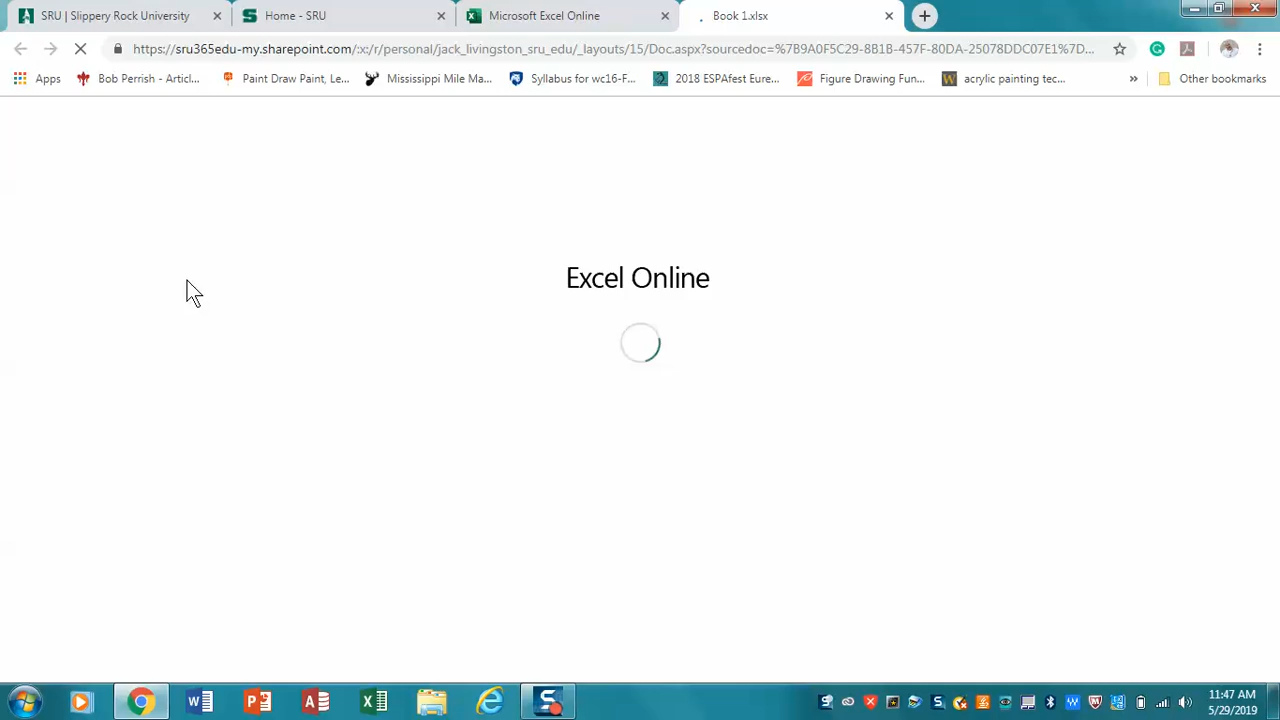 SRU | Slippery Rock University
Home - SRU
Microsoft Excel Online
Book 1.xlsx
https://sru365edu-my.sharepoint.com/:x:/r/personal/jack_livingston_sru_edu/_layouts/15/Doc.aspx?sourcedoc=%7B9A0F5C29-8B1B-457F-80DA-25078DDC07E1%7D...
Apps
Bob Perrish - Articl...
Paint Draw Paint, Le...
Mississippi Mile Ma...
Syllabus for wc16-F...
2018 ESPAfest Eure...
Figure Drawing Fun...
acrylic painting tec...
»
Other bookmarks
Excel Online
11:47 AM
5/29/2019